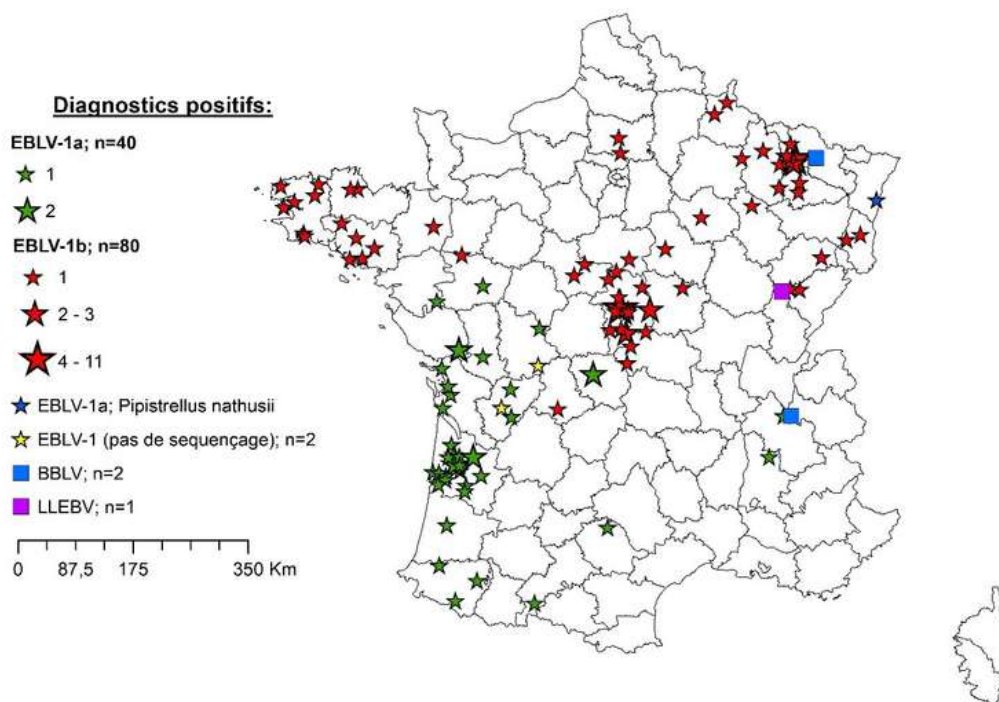 Diagnostics positifs:
EBLV-1a; n=40
1
2
EBLV-1b; n=80
1
2 - 3
4 - 11
EBLV-1a; Pipistrellus nathusii
EBLV-1 (pas de sequençage); n=2
BBLV; n=2
LLEBV; n=1
0 87,5 175 350 Km